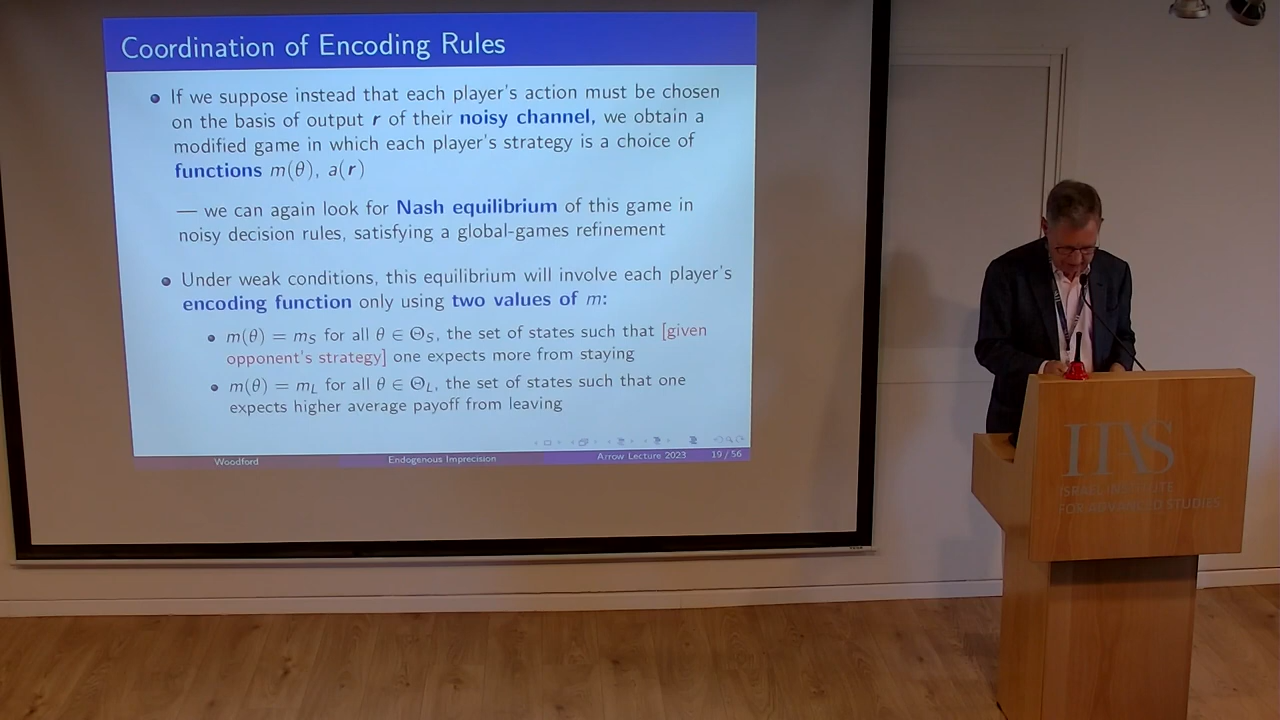 Coordination of Encoding Rules
If we suppose instead that each player's action must be chosen
on the basis of output r of their noisy channel, we obtain a
modified game in which each player's strategy is a choice of
functions m(θ), a(r)
— we can again look for Nash equilibrium of this game in
noisy decision rules, satisfying a global-games refinement
Under weak conditions, this equilibrium will involve each player's
encoding function only using two values of m:
m(θ) = m_S for all θ ∈ Θ_S, the set of states such that [given
opponent's strategy] one expects more from staying
m(θ) = m_L for all θ ∈ Θ_L, the set of states such that one
expects higher average payoff from leaving
Woodford Endogenous Imprecision Arrow Lecture 2023 19 / 56
IIAS
ISRAEL INSTITUTE
FOR ADVANCED STUDIES